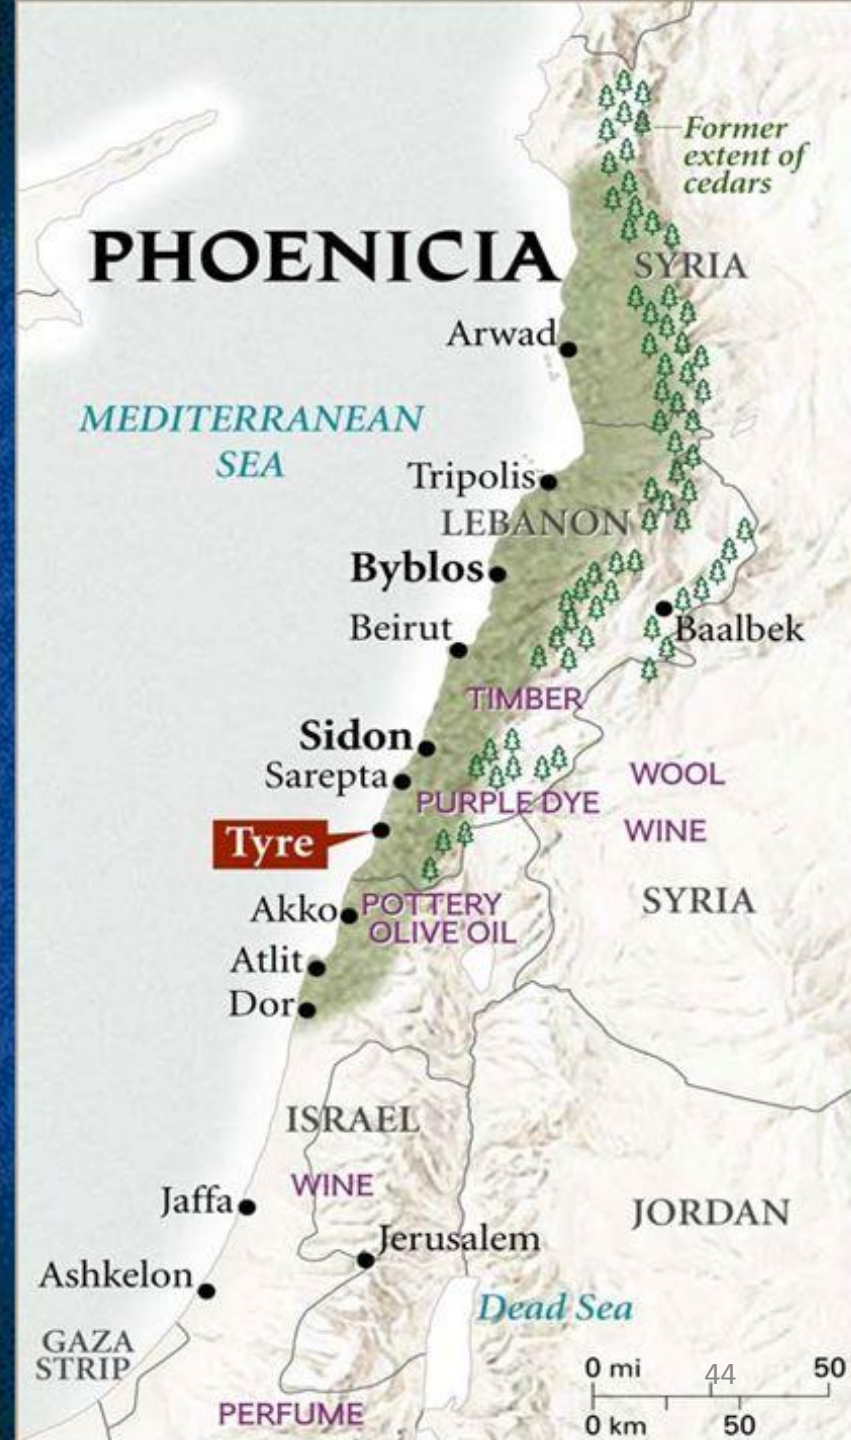 Former
extent of
cedars
PHOENICIA
SYRIA
Arwad
MEDITERRANEAN
SEA
Tripolis
LEBANON
Byblos
Baalbek
Beirut
TIMBER
Sidon
WOOL
Sarepta
PURPLE DYE
WINE
Tyre
SYRIA
Akko
POTTERY
OLIVE OIL
Atlit
Dor
ISRAEL
WINE
Jaffa
JORDAN
Jerusalem
Ashkelon
Dead Sea
GAZA
STRIP
0 mi 44 50
PERFUME
0 km 50